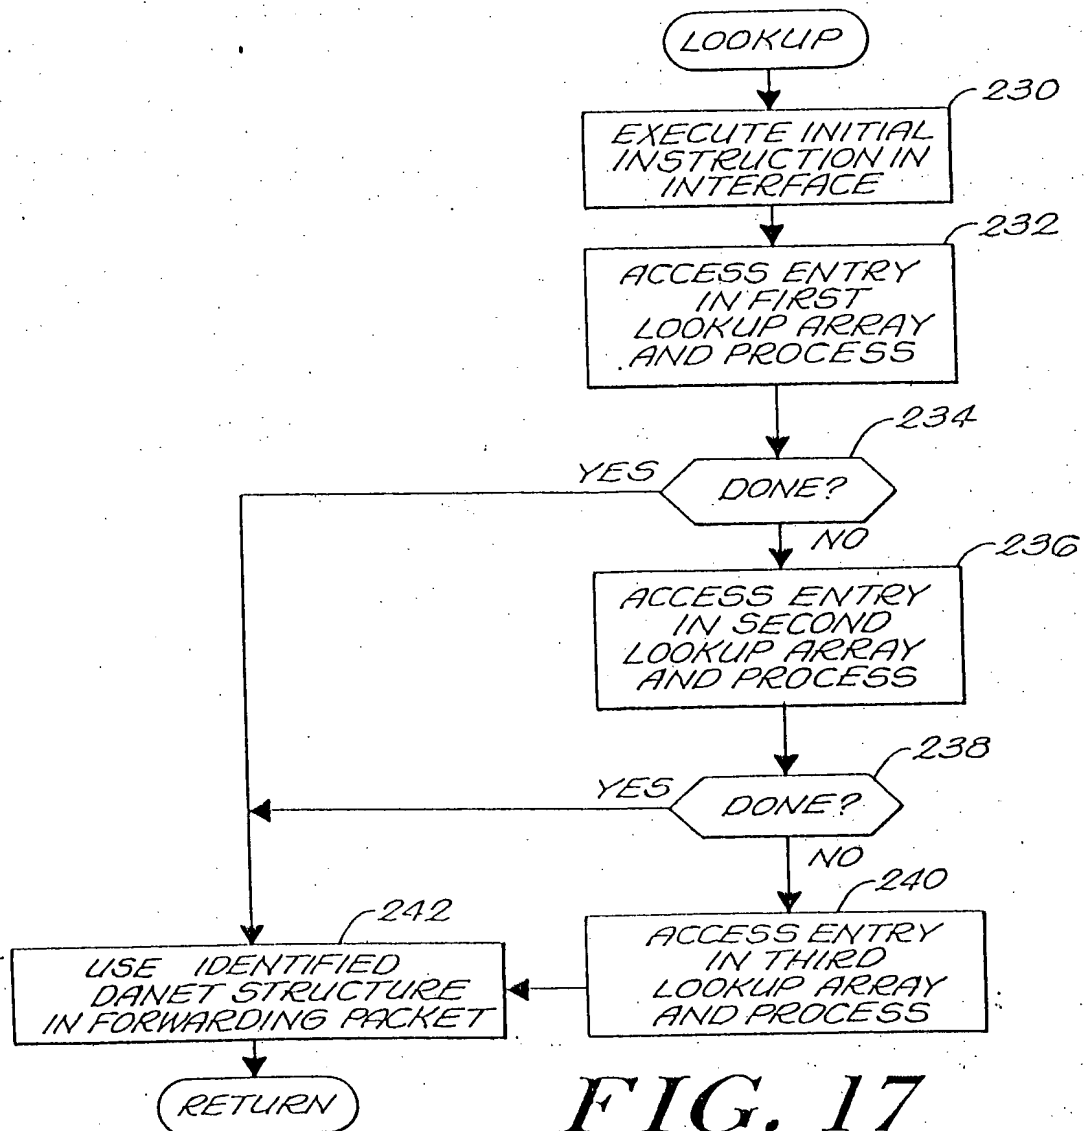 LOOKUP
230
EXECUTE INITIAL
INSTRUCTION IN
INTERFACE
232
ACCESS ENTRY
IN FIRST
LOOKUP ARRAY
AND PROCESS
234
YES
DONE?
NO
236
ACCESS ENTRY
IN SECOND
LOOKUP ARRAY
AND PROCESS
238
YES
DONE?
NO
240
ACCESS ENTRY
IN THIRD
LOOKUP ARRAY
AND PROCESS
242
USE IDENTIFIED
DANET STRUCTURE
IN FORWARDING PACKET
RETURN
FIG. 17